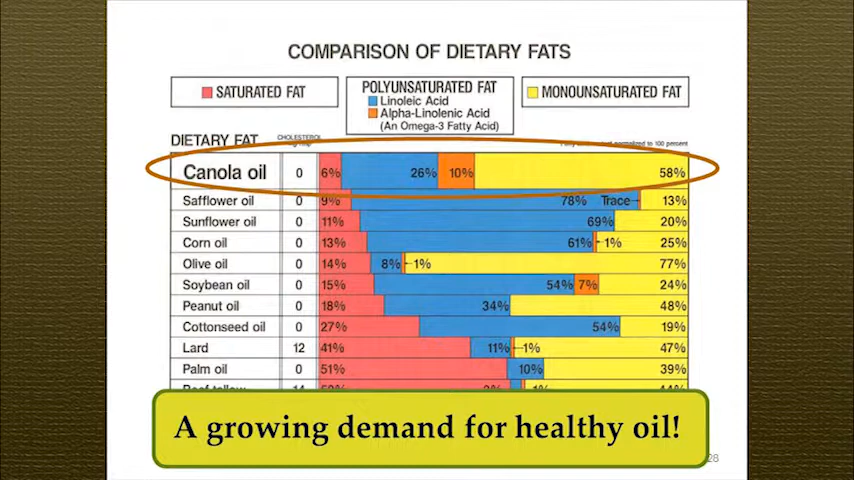 COMPARISON OF DIETARY FATS
SATURATED FAT
POLYUNSATURATED FAT
Linoleic Acid
Alpha-Linolenic Acid
(An Omega-3 Fatty Acid)
MONOUNSATURATED FAT
DIETARY FAT CHOLESTEROL
normalized to 100 percent
Canola oil 0 6% 26% 10% 58%
Safflower oil 0 9% 78% Trace 13%
Sunflower oil 0 11% 69% 20%
Corn oil 0 13% 61% 1% 25%
Olive oil 0 14% 8% 1% 77%
Soybean oil 0 15% 54% 7% 24%
Peanut oil 0 18% 34% 48%
Cottonseed oil 0 27% 54% 19%
Lard 12 41% 11% 1% 47%
Palm oil 0 51% 10% 39%
A growing demand for healthy oil!
28